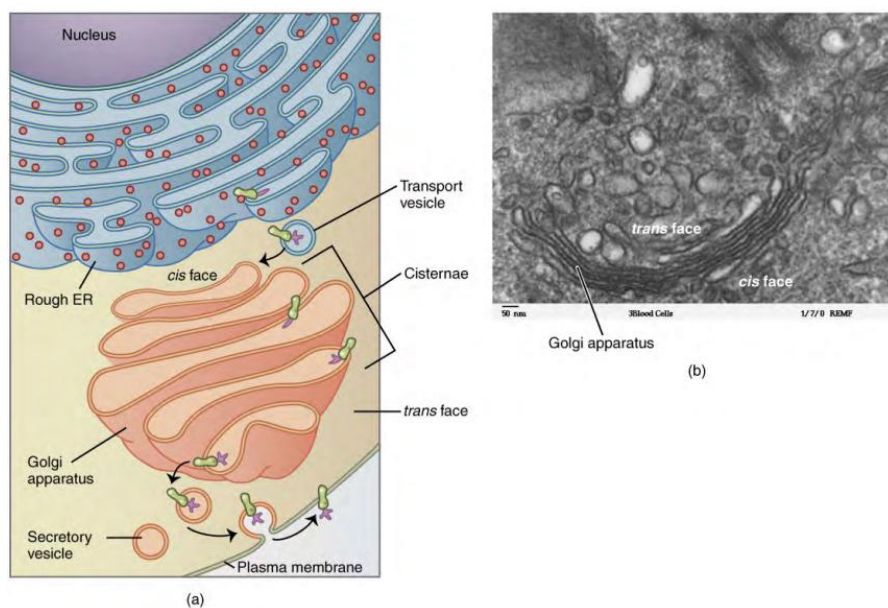 Nucleus
Transport
vesicle
cis face
Cisternae
Rough ER
trans face
Golgi
apparatus
Secretory
vesicle
Plasma membrane
(a)
trans face
cis face
50 nm
3Blood Cells
1/7/0 REMF
Golgi apparatus
(b)